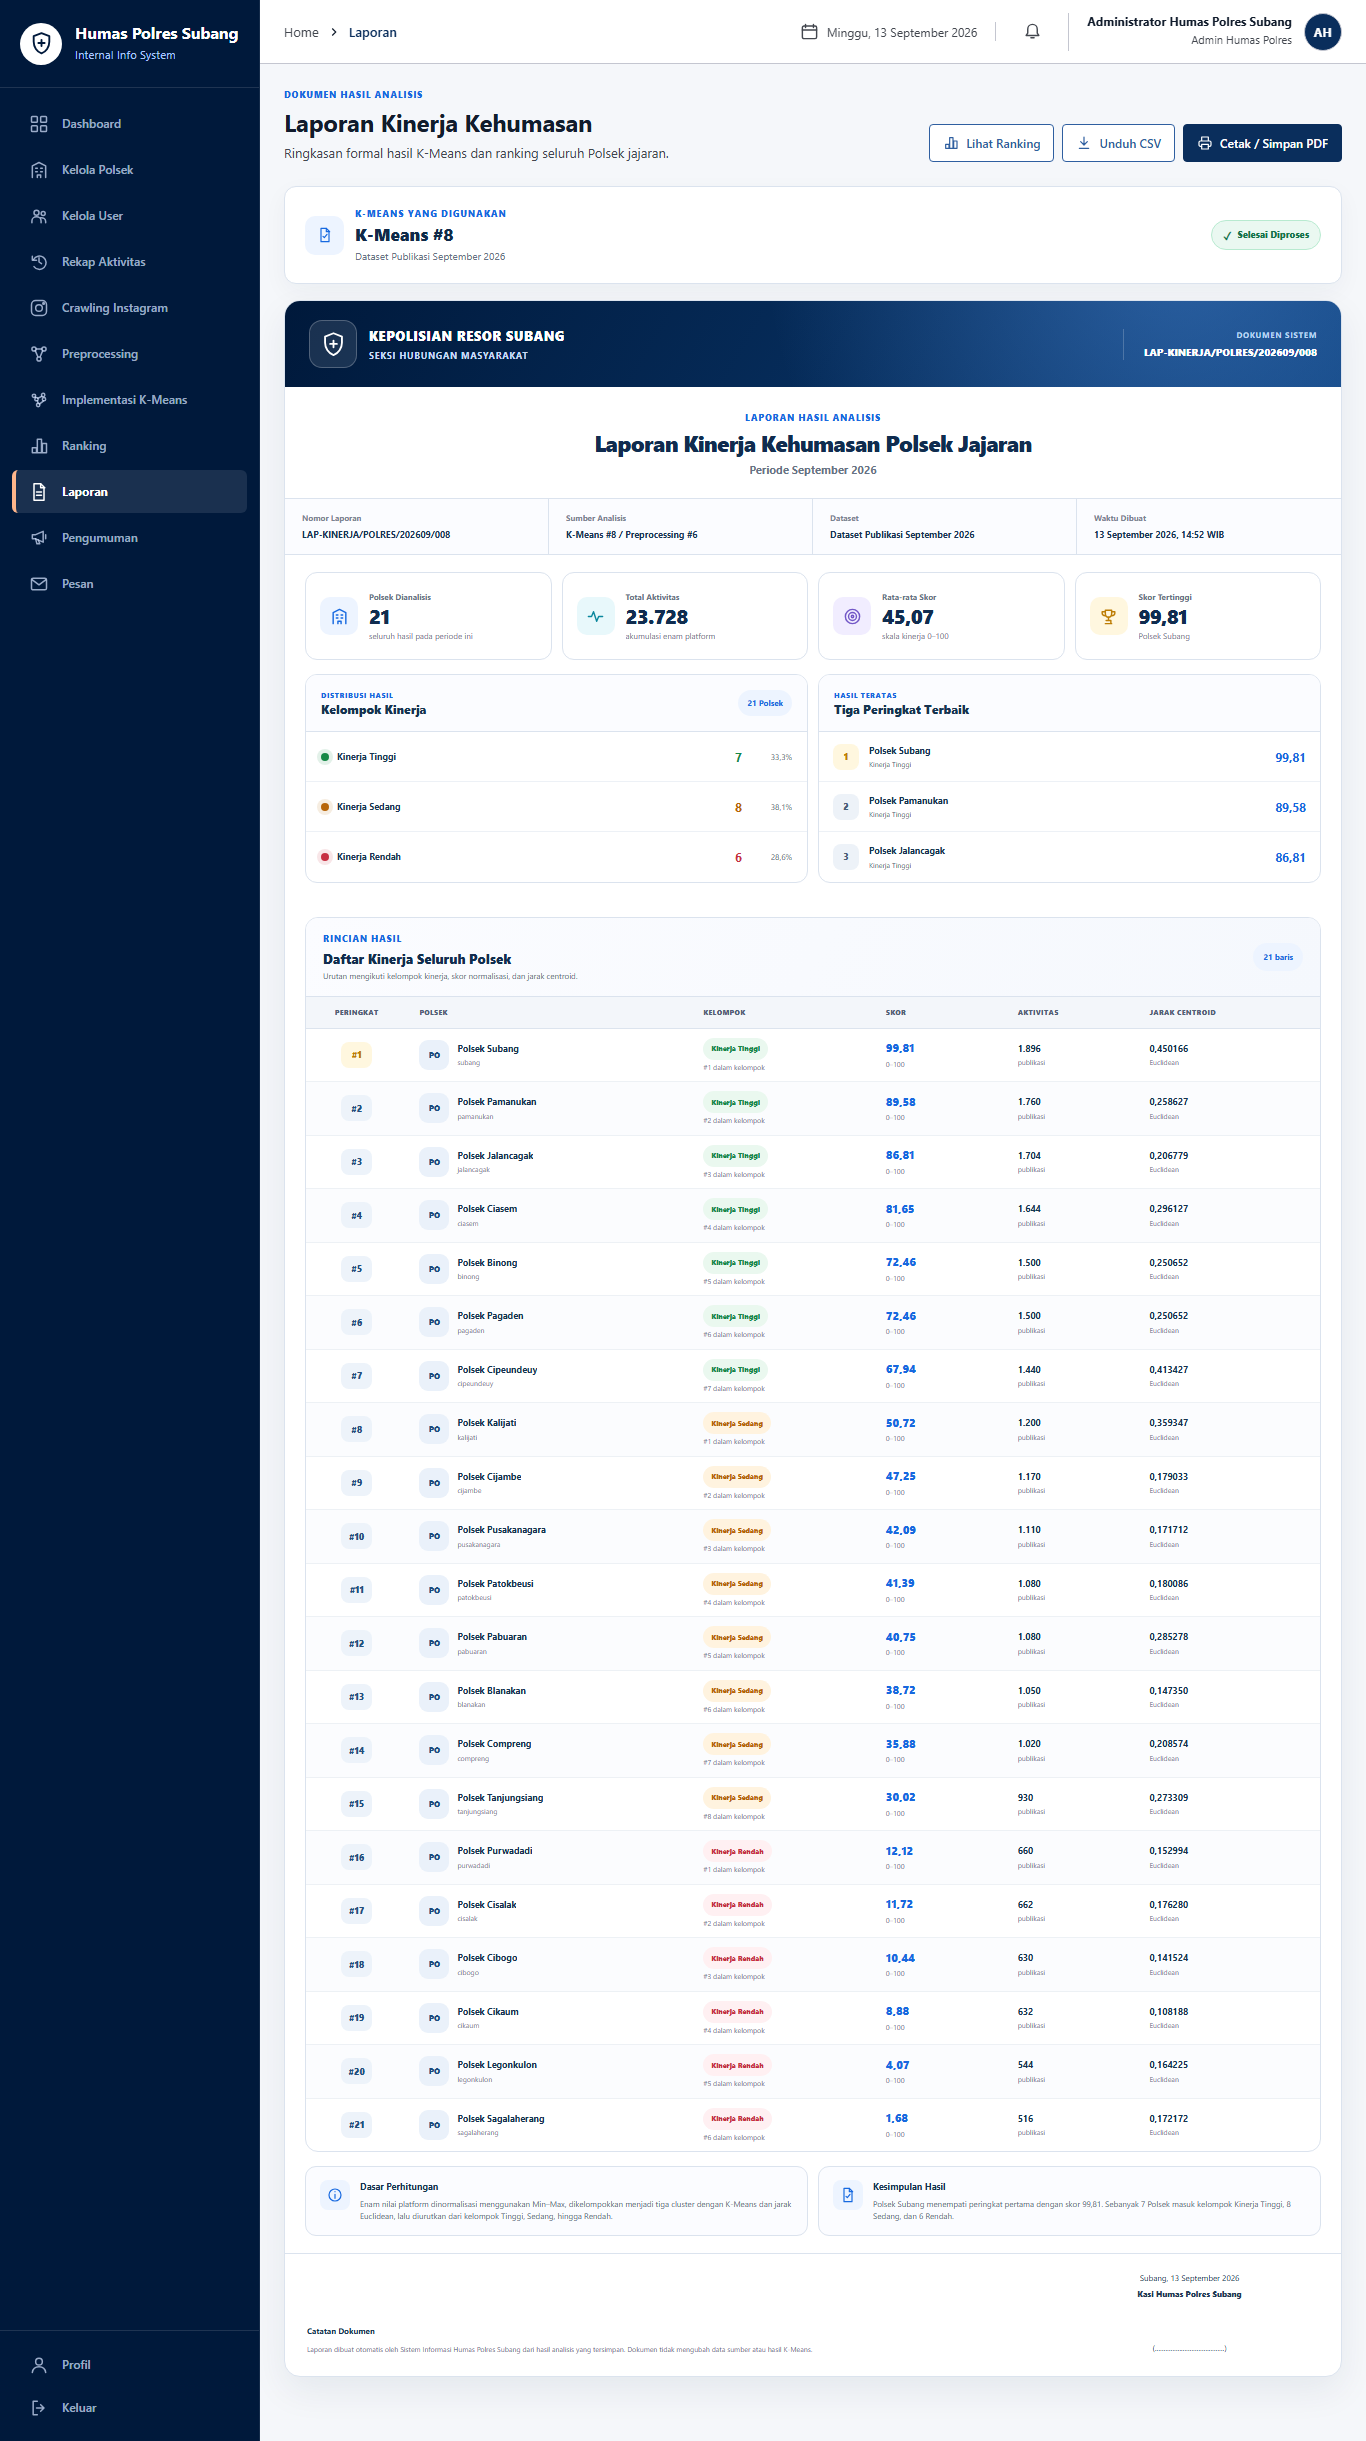 Humas Polres Subang
Internal Info System
Dashboard
Kelola Polsek
Kelola User
Rekap Aktivitas
Crawling Instagram
Preprocessing
Implementasi K-Means
Ranking
Laporan
Pengumuman
Pesan
Profil
Keluar
Home > Laporan
Minggu, 13 September 2026
Administrator Humas Polres Subang
Admin Humas Polres
AH
DOKUMEN HASIL ANALISIS
Laporan Kinerja Kehumasan
Ringkasan formal hasil K-Means dan ranking seluruh Polsek jajaran.
Lihat Ranking
Unduh CSV
Cetak / Simpan PDF
K-MEANS YANG DIGUNAKAN
K-Means #8
Dataset Publikasi September 2026
✓ Selesai Diproses
KEPOLISIAN RESOR SUBANG
SEKSI HUBUNGAN MASYARAKAT
DOKUMEN SISTEM
LAP-KINERJA/POLRES/202609/008
LAPORAN HASIL ANALISIS
Laporan Kinerja Kehumasan Polsek Jajaran
Periode September 2026
Nomor Laporan
LAP-KINERJA/POLRES/202609/008
Sumber Analisis
K-Means #8 / Preprocessing #6
Dataset
Dataset Publikasi September 2026
Waktu Dibuat
13 September 2026, 14:52 WIB
Polsek Dianalisis
21
seluruh hasil pada periode ini
Total Aktivitas
23.728
akumulasi enam platform
Rata-rata Skor
45,07
skala kinerja 0–100
Skor Tertinggi
99,81
Polsek Subang
DISTRIBUSI HASIL
Kelompok Kinerja
21 Polsek
Kinerja Tinggi 7 33,3%
Kinerja Sedang 8 38,1%
Kinerja Rendah 6 28,6%
HASIL TERATAS
Tiga Peringkat Terbaik
1 Polsek Subang 99,81
Kinerja Tinggi
2 Polsek Pamanukan 89,58
Kinerja Tinggi
3 Polsek Jalancagak 86,81
Kinerja Tinggi
RINCIAN HASIL
Daftar Kinerja Seluruh Polsek
Urutan mengikuti kelompok kinerja, skor normalisasi, dan jarak centroid.
21 baris
PERINGKAT POLSEK KELOMPOK SKOR AKTIVITAS JARAK CENTROID
#1 PO Polsek Subang Kinerja Tinggi 99,81 1.896 0,450166
subang #1 dalam kelompok 0–100 publikasi Euclidean
#2 PO Polsek Pamanukan Kinerja Tinggi 89,58 1.760 0,258627
pamanukan #2 dalam kelompok 0–100 publikasi Euclidean
#3 PO Polsek Jalancagak Kinerja Tinggi 86,81 1.704 0,206779
jalancagak #3 dalam kelompok 0–100 publikasi Euclidean
#4 PO Polsek Ciasem Kinerja Tinggi 81,65 1.644 0,296127
ciasem #4 dalam kelompok 0–100 publikasi Euclidean
#5 PO Polsek Binong Kinerja Tinggi 72,46 1.500 0,250652
binong #5 dalam kelompok 0–100 publikasi Euclidean
#6 PO Polsek Pagaden Kinerja Tinggi 72,46 1.500 0,250652
pagaden #6 dalam kelompok 0–100 publikasi Euclidean
#7 PO Polsek Cipeundeuy Kinerja Tinggi 67,94 1.440 0,413427
cipeundeuy #7 dalam kelompok 0–100 publikasi Euclidean
#8 PO Polsek Kalijati Kinerja Sedang 50,72 1.200 0,359347
kalijati #1 dalam kelompok 0–100 publikasi Euclidean
#9 PO Polsek Cijambe Kinerja Sedang 47,25 1.170 0,179033
cijambe #2 dalam kelompok 0–100 publikasi Euclidean
#10 PO Polsek Pusakanagara Kinerja Sedang 42,09 1.110 0,171712
pusakanagara #3 dalam kelompok 0–100 publikasi Euclidean
#11 PO Polsek Patokbeusi Kinerja Sedang 41,39 1.080 0,180086
patokbeusi #4 dalam kelompok 0–100 publikasi Euclidean
#12 PO Polsek Pabuaran Kinerja Sedang 40,75 1.080 0,285278
pabuaran #5 dalam kelompok 0–100 publikasi Euclidean
#13 PO Polsek Blanakan Kinerja Sedang 38,72 1.050 0,147350
blanakan #6 dalam kelompok 0–100 publikasi Euclidean
#14 PO Polsek Compreng Kinerja Sedang 35,88 1.020 0,208574
compreng #7 dalam kelompok 0–100 publikasi Euclidean
#15 PO Polsek Tanjungsiang Kinerja Sedang 30,02 930 0,273309
tanjungsiang #8 dalam kelompok 0–100 publikasi Euclidean
#16 PO Polsek Purwadadi Kinerja Rendah 12,12 660 0,152994
purwadadi #1 dalam kelompok 0–100 publikasi Euclidean
#17 PO Polsek Cisalak Kinerja Rendah 11,72 662 0,176280
cisalak #2 dalam kelompok 0–100 publikasi Euclidean
#18 PO Polsek Cibogo Kinerja Rendah 10,44 630 0,141524
cibogo #3 dalam kelompok 0–100 publikasi Euclidean
#19 PO Polsek Cikaum Kinerja Rendah 8,88 632 0,108188
cikaum #4 dalam kelompok 0–100 publikasi Euclidean
#20 PO Polsek Legonkulon Kinerja Rendah 4,07 544 0,164225
legonkulon #5 dalam kelompok 0–100 publikasi Euclidean
#21 PO Polsek Sagalaherang Kinerja Rendah 1,68 516 0,172172
sagalaherang #6 dalam kelompok 0–100 publikasi Euclidean
Dasar Perhitungan
Enam nilai platform dinormalisasi menggunakan Min-Max, dikelompokkan menjadi tiga cluster dengan K-Means dan jarak
Euclidean, lalu diurutkan dari kelompok Tinggi, Sedang, hingga Rendah.
Kesimpulan Hasil
Polsek Subang menempati peringkat pertama dengan skor 99,81. Sebanyak 7 Polsek masuk kelompok Kinerja Tinggi, 8
Sedang, dan 6 Rendah.
Subang, 13 September 2026
Kasi Humas Polres Subang
Catatan Dokumen
Laporan dibuat otomatis oleh Sistem Informasi Humas Polres Subang dari hasil analisis yang tersimpan. Dokumen tidak mengubah data sumber atau hasil K-Means.
(....................................)